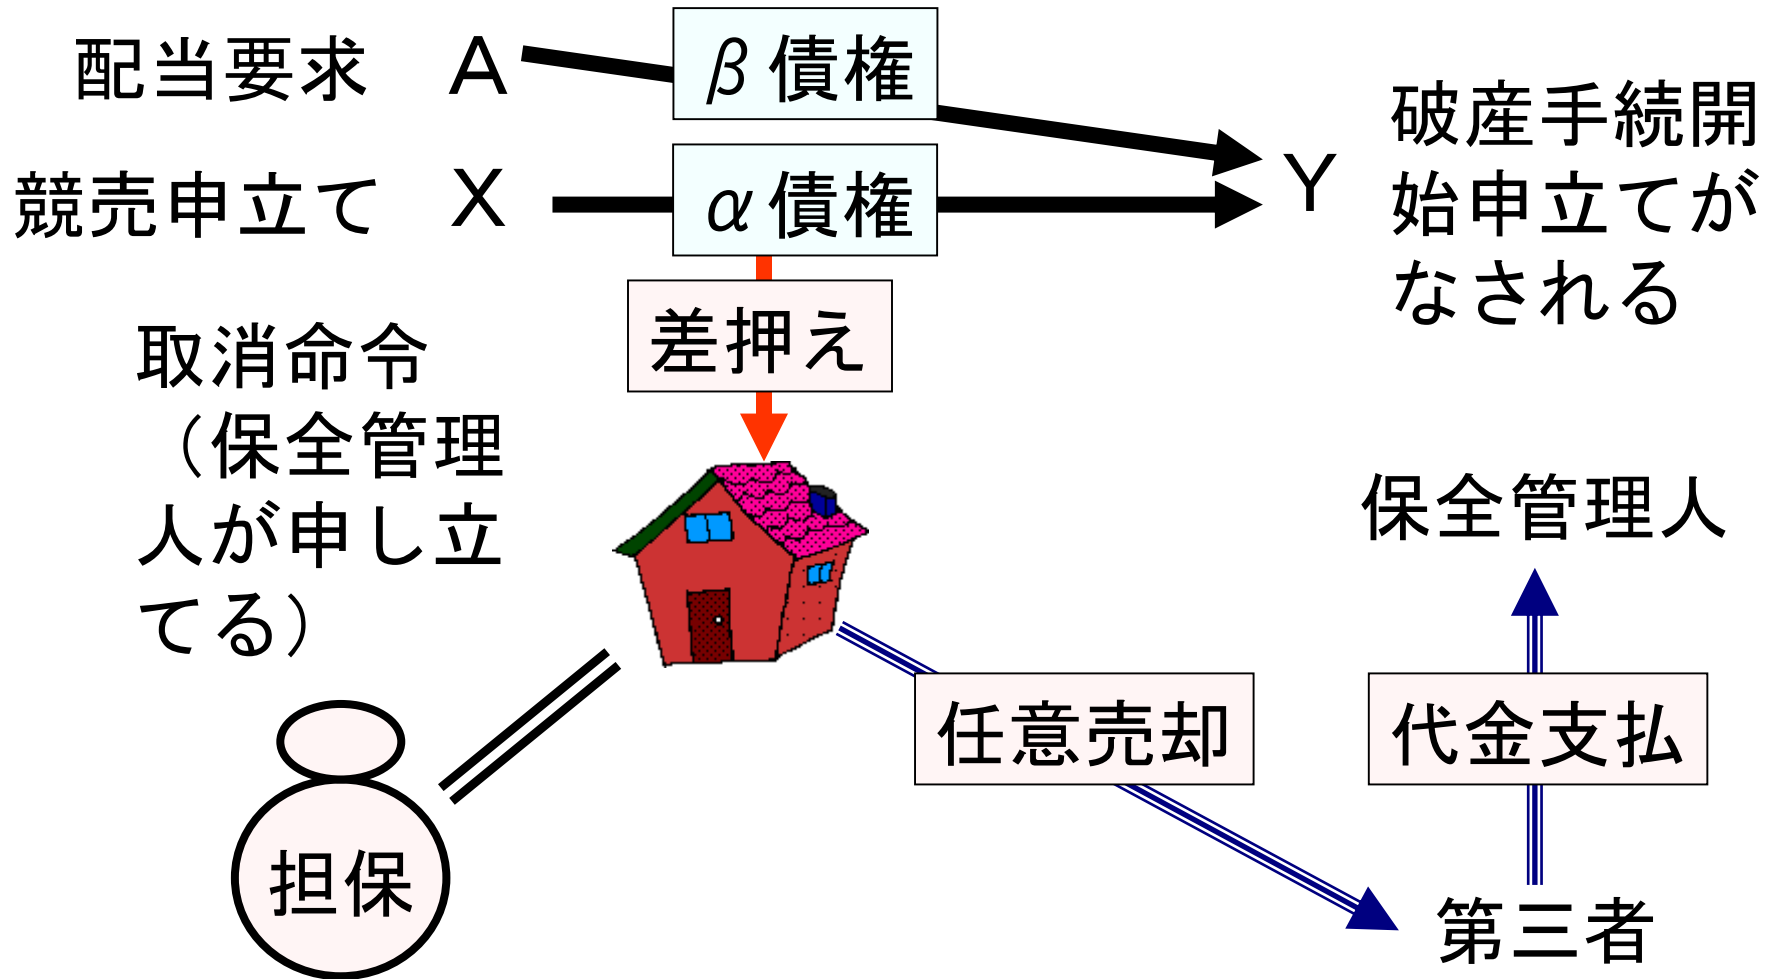 配当要求 A β債権
競売申立て X α債権
Y
破産手続開
始申立てが
なされる
差押え
取消命令
(保全管理
人が申し立
てる)
保全管理人
任意売却
代金支払
担保
第三者